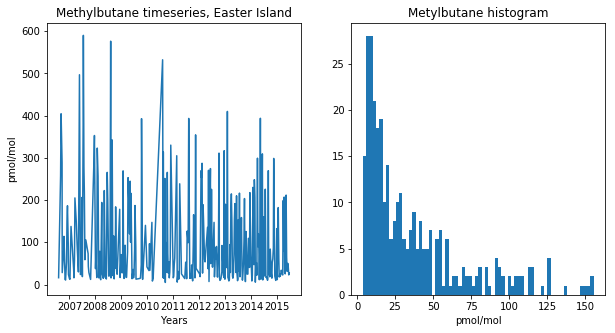 Methylbutane timeseries, Easter Island
600
500
400
300
200
100
0
pmol/mol
2007 2008 2009 2010 2011 2012 2013 2014 2015
Years
Metylbutane histogram
25
20
15
10
5
0
0 25 50 75 100 125 150
pmol/mol